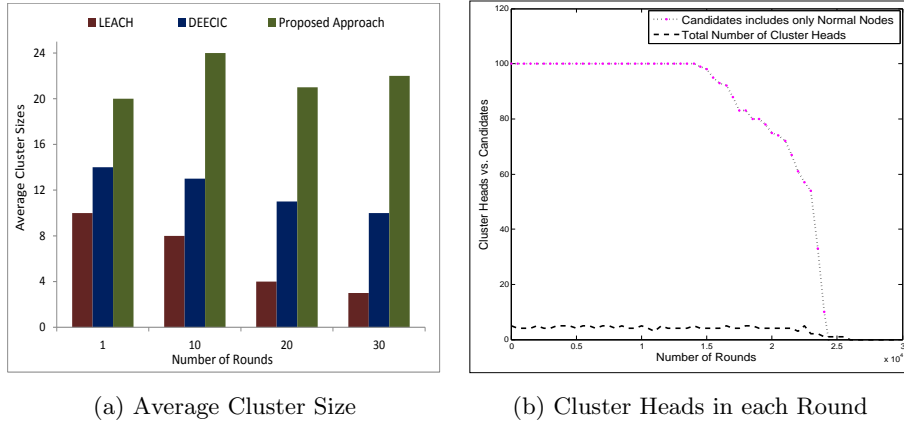 LEACH DEECIC Proposed Approach
24
20
16
12
8
4
0
Average Cluster Sizes
1 10 20 30
Number of Rounds
(a) Average Cluster Size
120
100
80
60
40
20
0
Cluster Heads vs. Candidates
Candidates includes only Normal Nodes
Total Number of Cluster Heads
0 0.5 1 1.5 2 2.5 3
x 10^4
Number of Rounds
(b) Cluster Heads in each Round